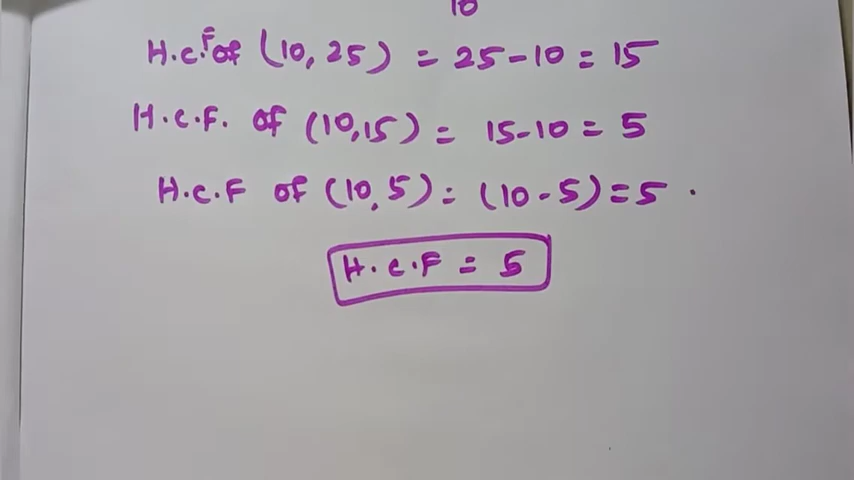 10
H.C.F of (10, 25) = 25-10 = 15
H.C.F. of (10,15) = 15-10 = 5
H.C.F of (10,5) = (10-5) = 5.
H.C.F = 5